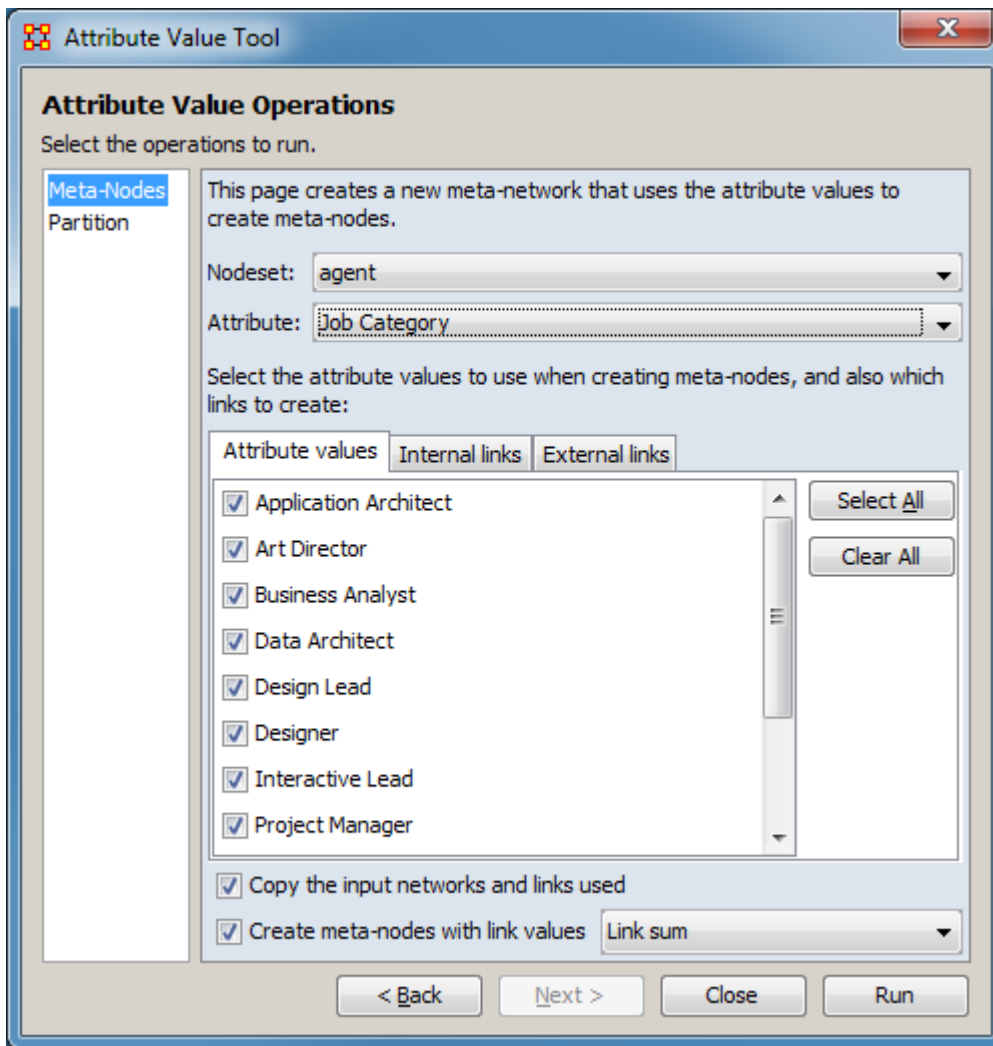 Attribute Value Tool
Attribute Value Operations
Select the operations to run.
Meta-Nodes
Partition
This page creates a new meta-network that uses the attribute values to
create meta-nodes.
Nodeset: agent
Attribute: Job Category
Select the attribute values to use when creating meta-nodes, and also which
links to create:
Attribute values Internal links External links
Application Architect
Art Director
Business Analyst
Data Architect
Design Lead
Designer
Interactive Lead
Project Manager
Select All
Clear All
Copy the input networks and links used
Create meta-nodes with link values Link sum
< Back Next > Close Run